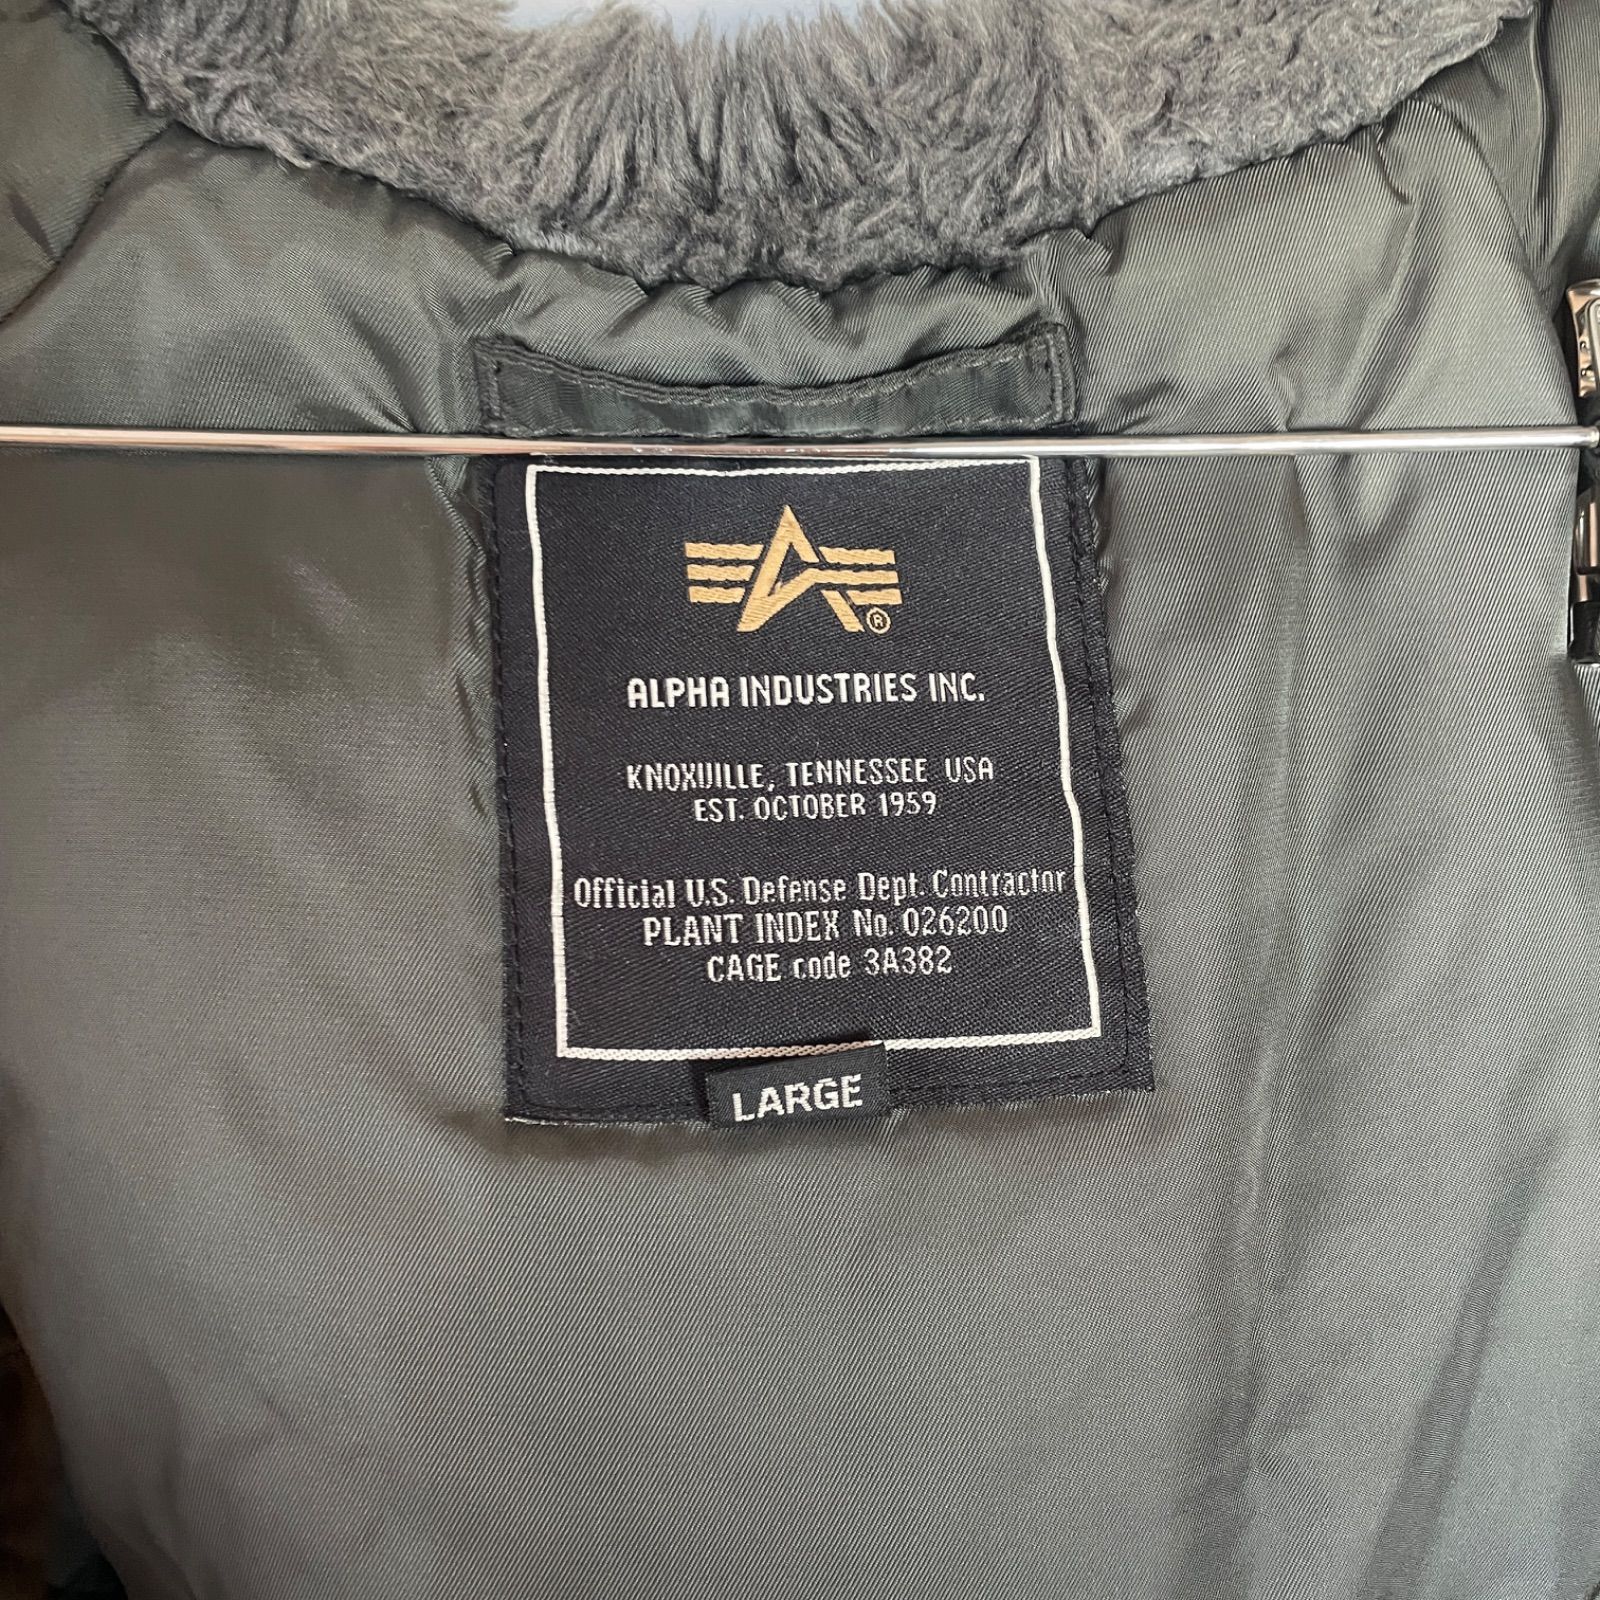 ®
ALPHA INDUSTRIES INC.
KNOXVILLE, TENNESSEE USA
EST. OCTOBER 1959
Official U.S. Defense Dept. Contractor
PLANT INDEX No. 026200
CAGE code 3A382
LARGE